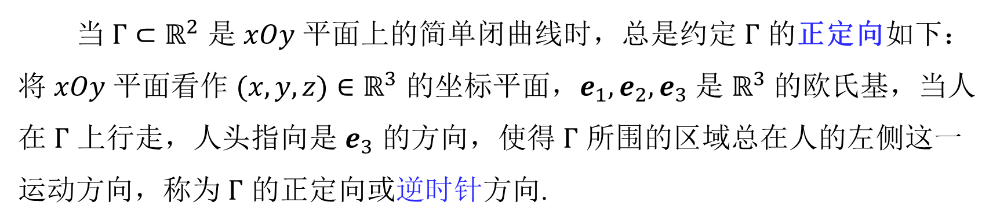 当 Γ ⊂ ℝ² 是 xOy 平面上的简单闭曲线时，总是约定 Γ 的正定向如下：
将 xOy 平面看作 (x, y, z) ∈ ℝ³ 的坐标平面，e₁, e₂, e₃ 是 ℝ³ 的欧氏基，当人
在 Γ 上行走，人头指向是 e₃ 的方向，使得 Γ 所围的区域总在人的左侧这一
运动方向，称为 Γ 的正定向或逆时针方向.